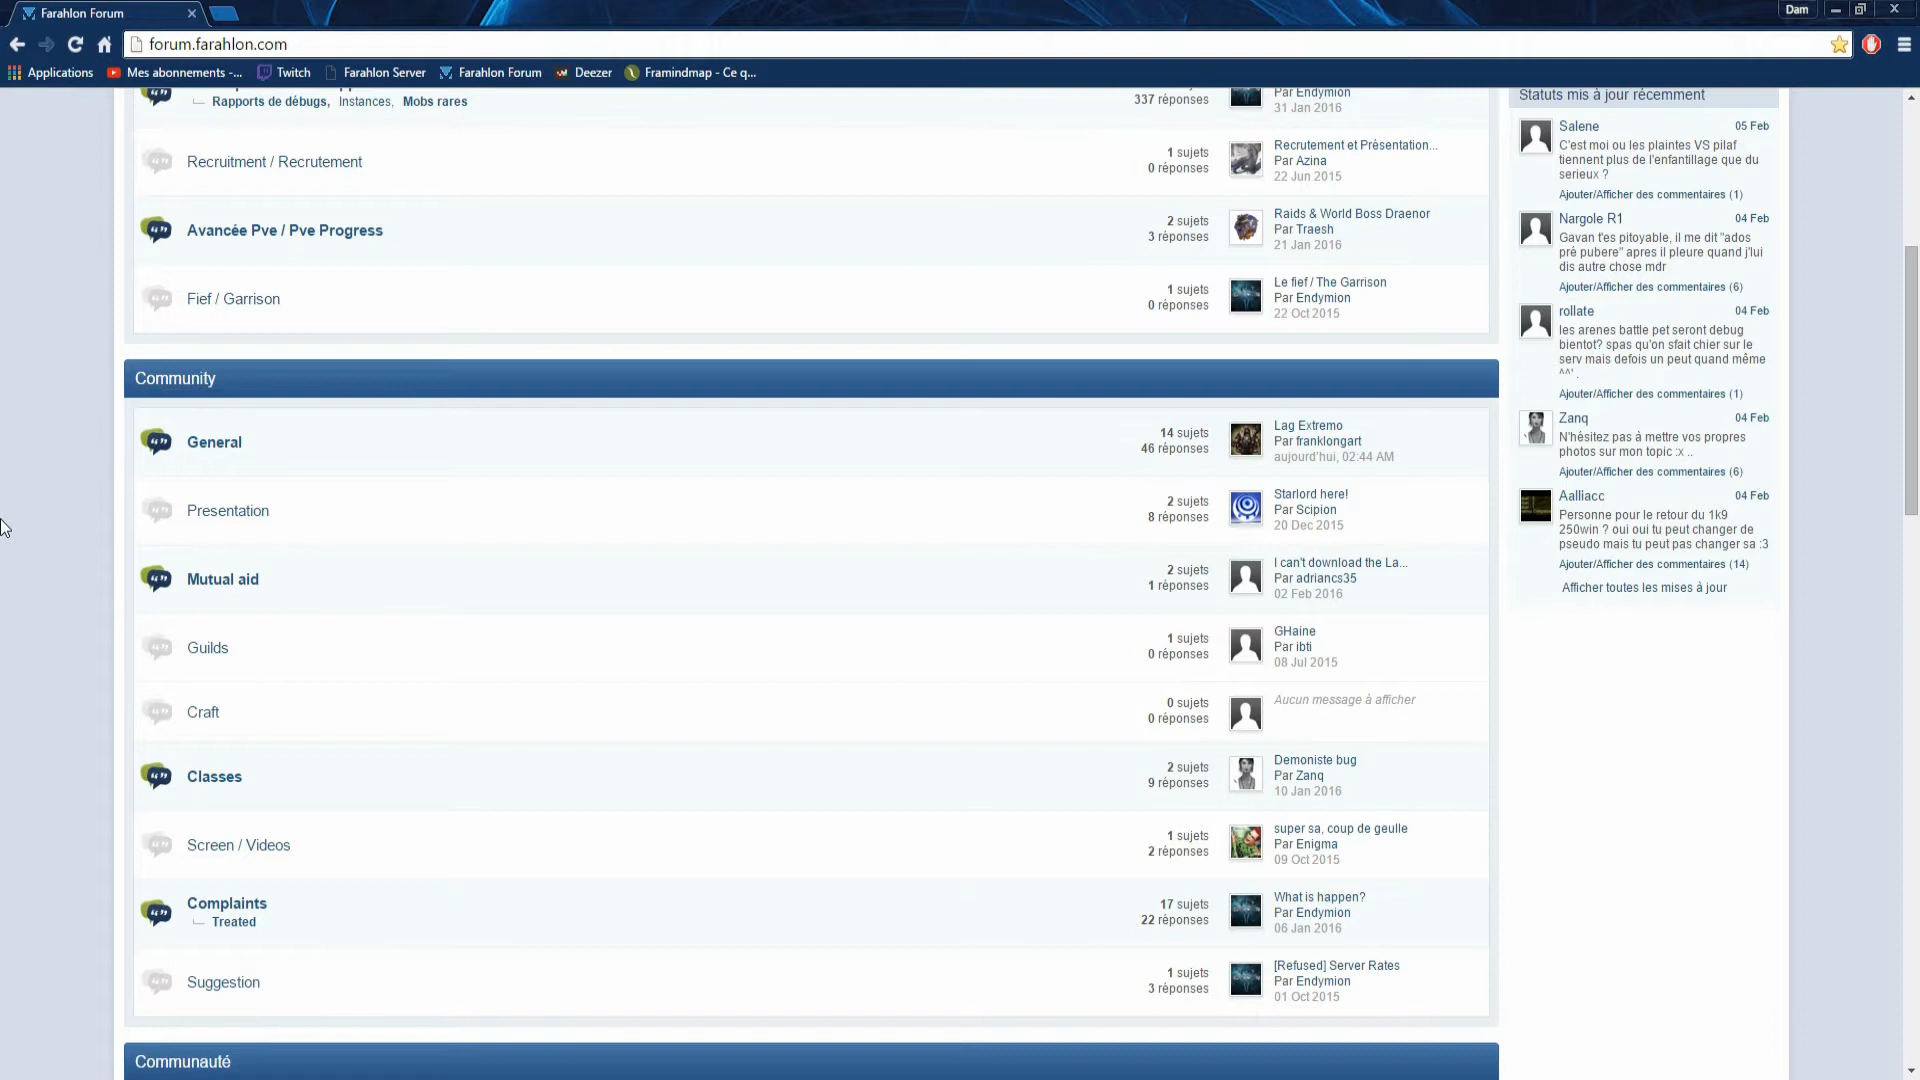 Farahlon Forum
Dam
forum.farahlon.com
Applications
Mes abonnements -...
Twitch
Farahlon Server
Farahlon Forum
Deezer
Framindmap - Ce q...
Rapports de débugs, Instances, Mobs rares
337 réponses
Par Endymion
31 Jan 2016
Recruitment / Recrutement
1 sujets
0 réponses
Recrutement et Présentation...
Par Azina
22 Jun 2015
Avancée Pve / Pve Progress
2 sujets
3 réponses
Raids & World Boss Draenor
Par Traesh
21 Jan 2016
Fief / Garrison
1 sujets
0 réponses
Le fief / The Garrison
Par Endymion
22 Oct 2015
Community
General
14 sujets
46 réponses
Lag Extremo
Par franklongart
aujourd'hui, 02:44 AM
Presentation
2 sujets
8 réponses
Starlord here!
Par Scipion
20 Dec 2015
Mutual aid
2 sujets
1 réponses
I can't download the La...
Par adriancs35
02 Feb 2016
Guilds
1 sujets
0 réponses
GHaine
Par ibti
08 Jul 2015
Craft
0 sujets
0 réponses
Aucun message à afficher
Classes
2 sujets
9 réponses
Demoniste bug
Par Zanq
10 Jan 2016
Screen / Videos
1 sujets
2 réponses
super sa, coup de geulle
Par Enigma
09 Oct 2015
Complaints
Treated
17 sujets
22 réponses
What is happen?
Par Endymion
06 Jan 2016
Suggestion
1 sujets
3 réponses
[Refused] Server Rates
Par Endymion
01 Oct 2015
Communauté
Statuts mis à jour récemment
Salene 05 Feb
C'est moi ou les plaintes VS pilaf
tiennent plus de l'enfantillage que du
serieux ?
Ajouter/Afficher des commentaires (1)
Nargole R1 04 Feb
Gavan t'es pitoyable, il me dit "ados
pré pubere" apres il pleure quand j'lui
dis autre chose mdr
Ajouter/Afficher des commentaires (6)
rollate 04 Feb
les arenes battle pet seront debug
bientot? spas qu'on sfait chier sur le
serv mais defois un peut quand même
^^' .
Ajouter/Afficher des commentaires (1)
Zanq 04 Feb
N'hésitez pas à mettre vos propres
photos sur mon topic :x ..
Ajouter/Afficher des commentaires (6)
Aalliacc 04 Feb
Personne pour le retour du 1k9
250win ? oui oui tu peut changer de
pseudo mais tu peut pas changer sa :3
Ajouter/Afficher des commentaires (14)
Afficher toutes les mises à jour